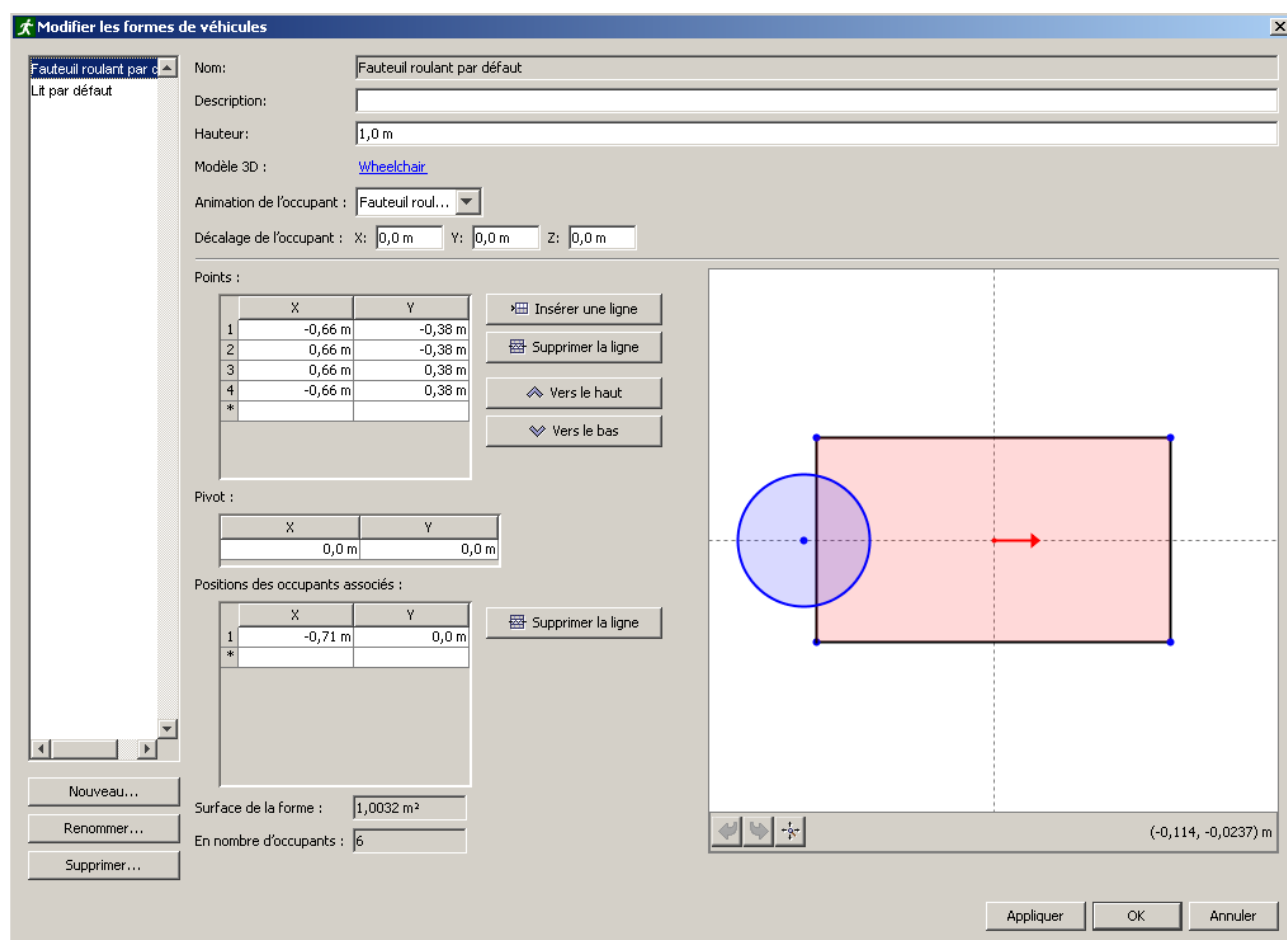 Modifier les formes de véhicules
Fauteuil roulant par d
Lit par défaut
Nom: Fauteuil roulant par défaut
Description:
Hauteur: 1,0 m
Modèle 3D : Wheelchair
Animation de l'occupant : Fauteuil roul...
Décalage de l'occupant : X: 0,0 m Y: 0,0 m Z: 0,0 m
Points :
X Y
1 -0,66 m -0,38 m
2 0,66 m -0,38 m
3 0,66 m 0,38 m
4 -0,66 m 0,38 m
*
Insérer une ligne
Supprimer la ligne
Vers le haut
Vers le bas
Pivot :
X Y
0,0 m 0,0 m
Positions des occupants associés :
X Y
1 -0,71 m 0,0 m
*
Supprimer la ligne
Surface de la forme : 1,0032 m²
En nombre d'occupants : 6
Nouveau...
Renommer...
Supprimer...
(-0,114, -0,0237) m
Appliquer OK Annuler